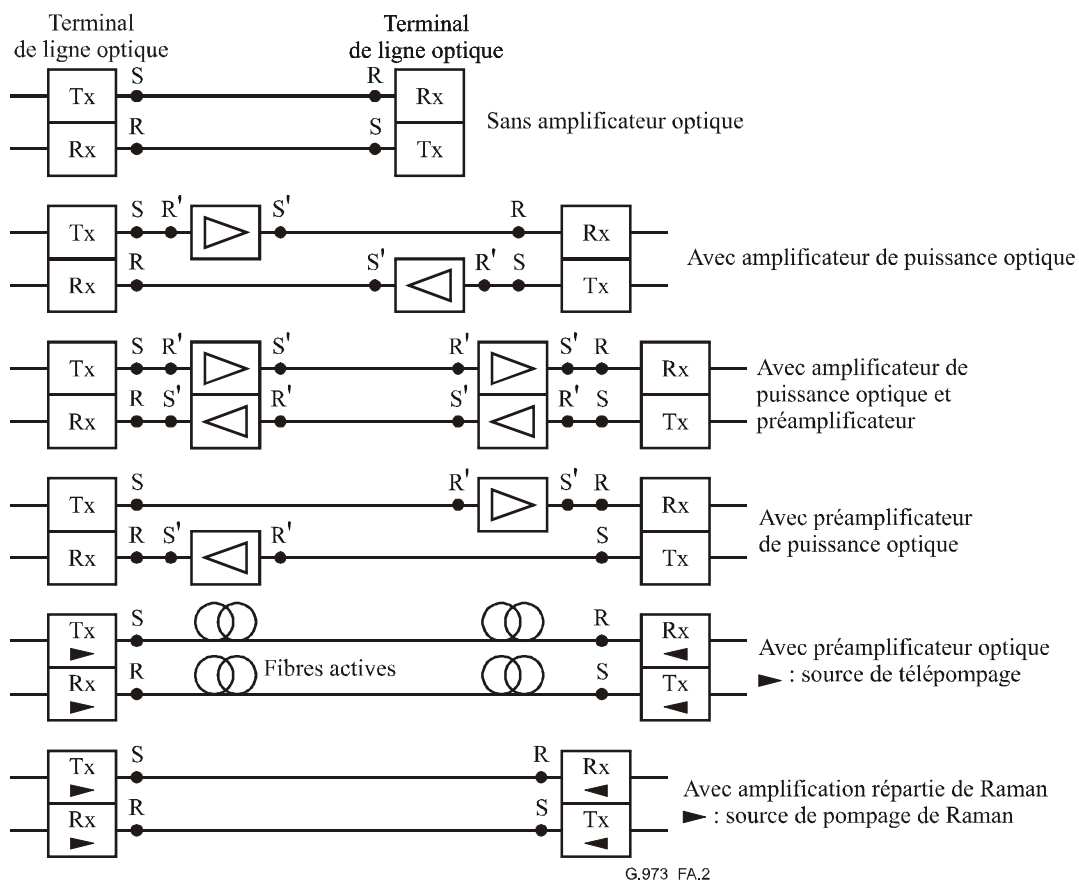 Terminal
de ligne optique
Terminal
de ligne optique
S
R
Tx
Rx
Sans amplificateur optique
R
S
Rx
Tx
S R' S' R
Tx
Rx
Avec amplificateur de puissance optique
R S' R' S
Rx
Tx
S R' S' R' S' R
Tx
Rx
Avec amplificateur de
puissance optique et
préamplificateur
R S' R' S' R' S
Rx
Tx
S R' S' R
Tx
Rx
Avec préamplificateur
de puissance optique
R S' R' S
Rx
Tx
S R
Tx
Rx
Avec préamplificateur optique
: source de télépompage
R Fibres actives S
Rx
Tx
S R
Tx
Rx
Avec amplification répartie de Raman
: source de pompage de Raman
R S
Rx
Tx
G.973_FA.2